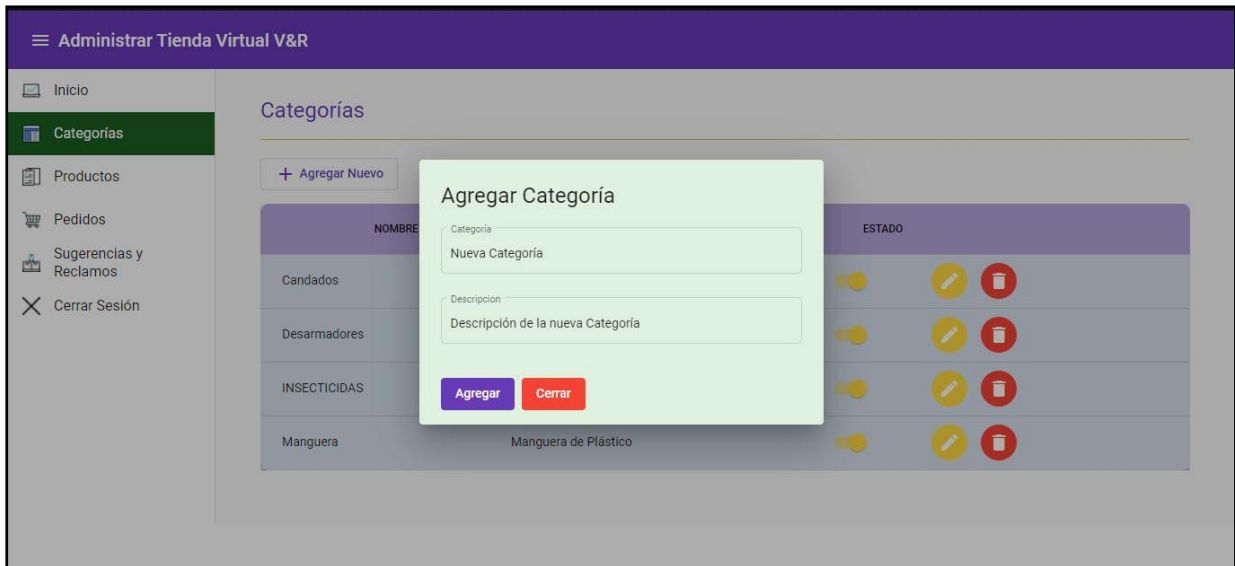 Administrar Tienda Virtual V&R
Inicio
Categorías
Productos
Pedidos
Sugerencias y
Reclamos
Cerrar Sesión
Categorías
+ Agregar Nuevo
NOMBRE
ESTADO
Candados
Desarmadores
INSECTICIDAS
Manguera
Manguera de Plástico
Agregar Categoría
Categoría
Nueva Categoría
Descripcion
Descripción de la nueva Categoría
Agregar
Cerrar